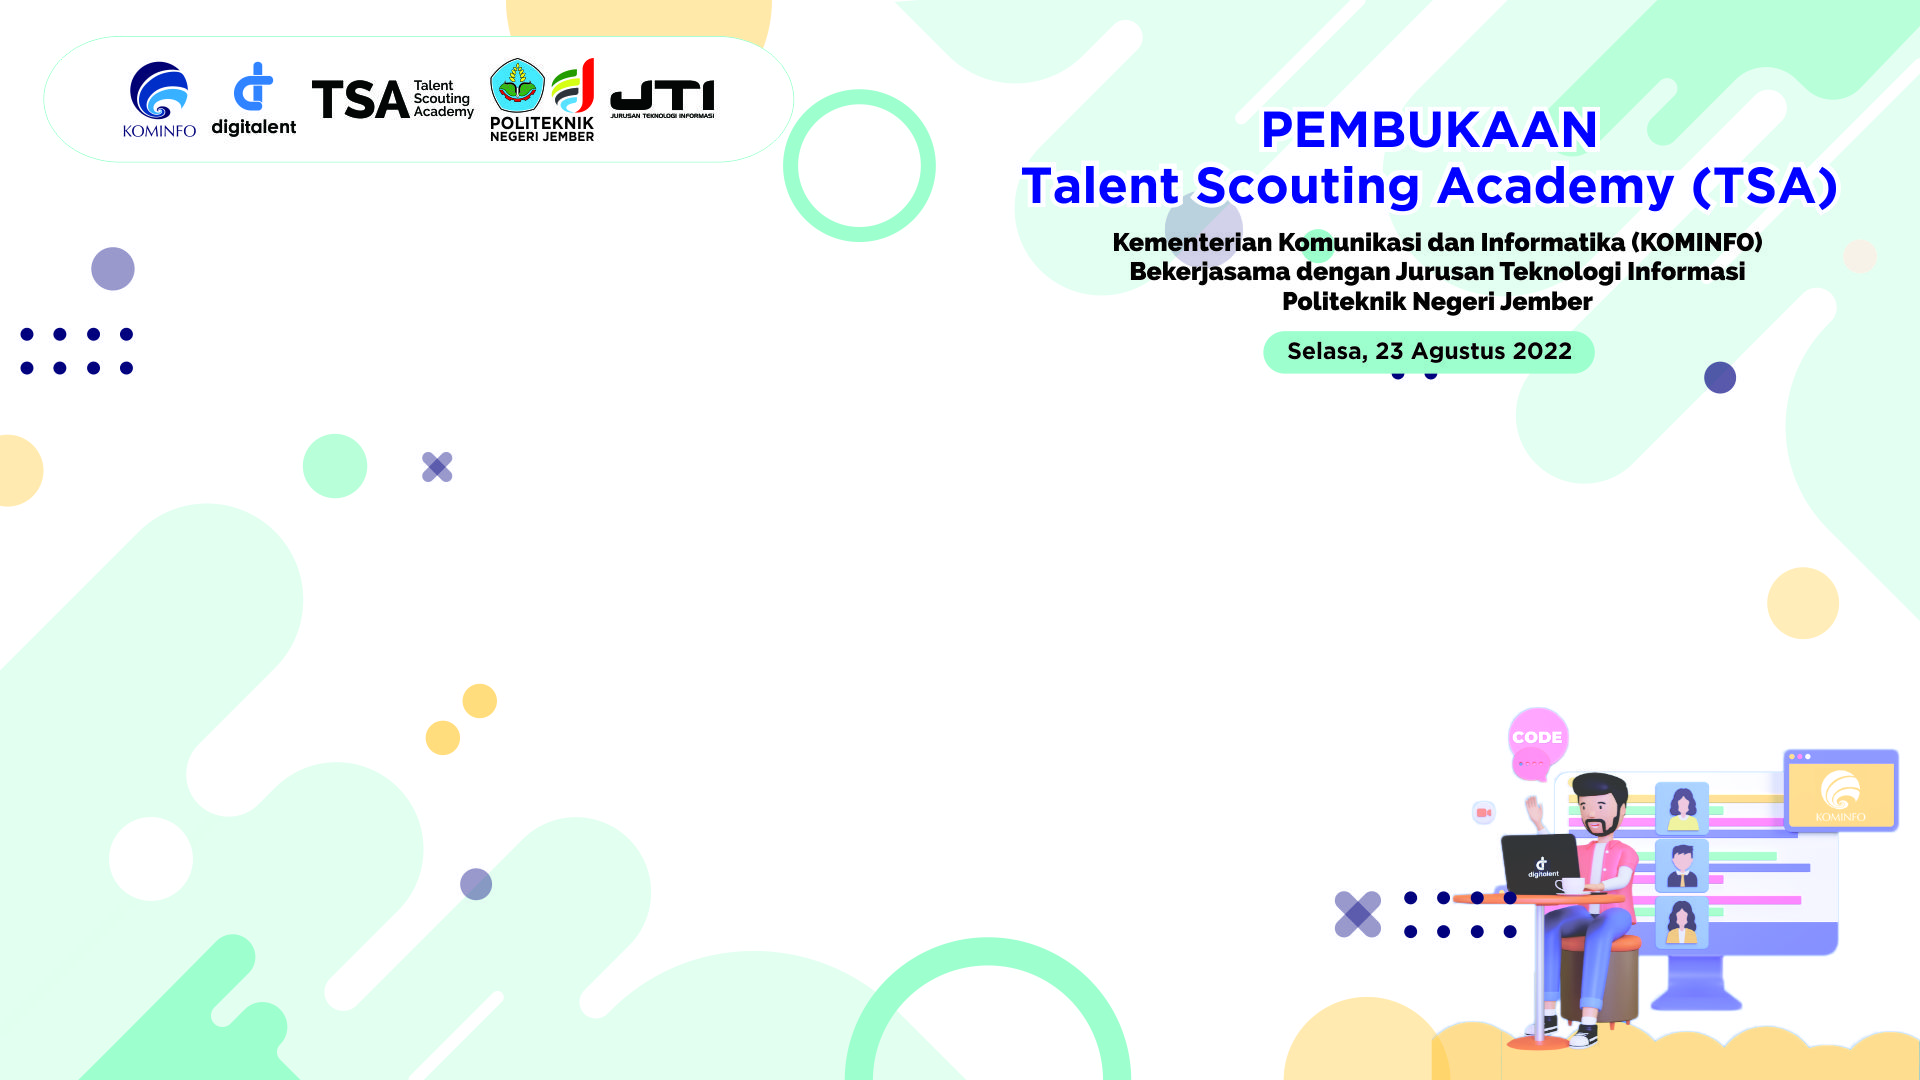 KOMINFO
digitalent
TSA
Talent
Scouting
Academy
POLITEKNIK
NEGERI JEMBER
JTI
JURUSAN TEKNOLOGI INFORMASI
PEMBUKAAN
Talent Scouting Academy (TSA)
Kementerian Komunikasi dan Informatika (KOMINFO)
Bekerjasama dengan Jurusan Teknologi Informasi
Politeknik Negeri Jember
Selasa, 23 Agustus 2022
CODE
KOMINFO
digitalent